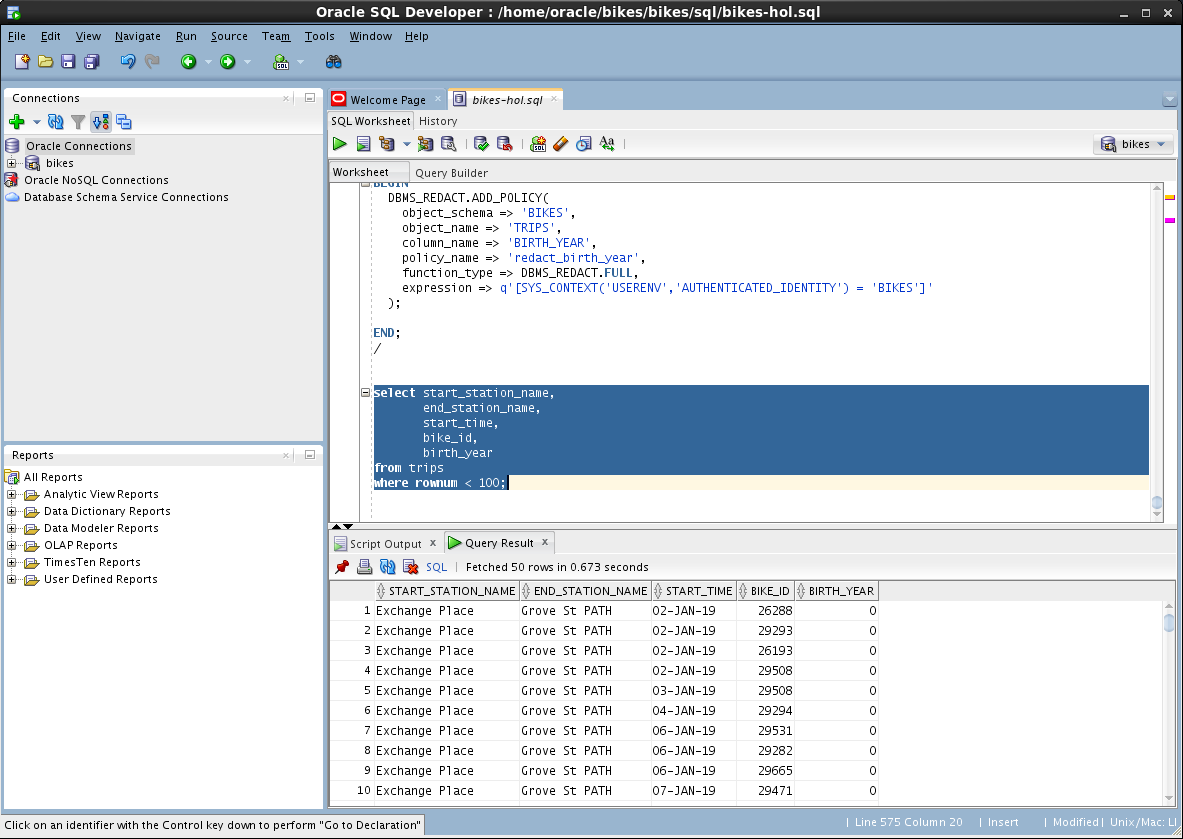 Oracle SQL Developer : /home/oracle/bikes/bikes/sql/bikes-hol.sql
File Edit View Navigate Run Source Team Tools Window Help
Connections
Oracle Connections
bikes
Oracle NoSQL Connections
Database Schema Service Connections
Reports
All Reports
Analytic View Reports
Data Dictionary Reports
Data Modeler Reports
OLAP Reports
TimesTen Reports
User Defined Reports
Welcome Page bikes-hol.sql
SQL Worksheet History
bikes
Worksheet Query Builder
BEGIN
DBMS_REDACT.ADD_POLICY(
object_schema => 'BIKES',
object_name => 'TRIPS',
column_name => 'BIRTH_YEAR',
policy_name => 'redact_birth_year',
function_type => DBMS_REDACT.FULL,
expression => q'[SYS_CONTEXT('USERENV','AUTHENTICATED_IDENTITY') = 'BIKES']'
);
END;
/
select start_station_name,
end_station_name,
start_time,
bike_id,
birth_year
from trips
where rownum < 100;
Script Output x Query Result x
SQL | Fetched 50 rows in 0.673 seconds
START_STATION_NAME END_STATION_NAME START_TIME BIKE_ID BIRTH_YEAR
1 Exchange Place Grove St PATH 02-JAN-19 26288 0
2 Exchange Place Grove St PATH 02-JAN-19 29293 0
3 Exchange Place Grove St PATH 02-JAN-19 26193 0
4 Exchange Place Grove St PATH 02-JAN-19 29508 0
5 Exchange Place Grove St PATH 03-JAN-19 29508 0
6 Exchange Place Grove St PATH 04-JAN-19 29294 0
7 Exchange Place Grove St PATH 06-JAN-19 29531 0
8 Exchange Place Grove St PATH 06-JAN-19 29282 0
9 Exchange Place Grove St PATH 06-JAN-19 29665 0
10 Exchange Place Grove St PATH 07-JAN-19 29471 0
Click on an identifier with the Control key down to perform "Go to Declaration"
| Line 575 Column 20 | Insert | Modified | Unix/Mac: LI